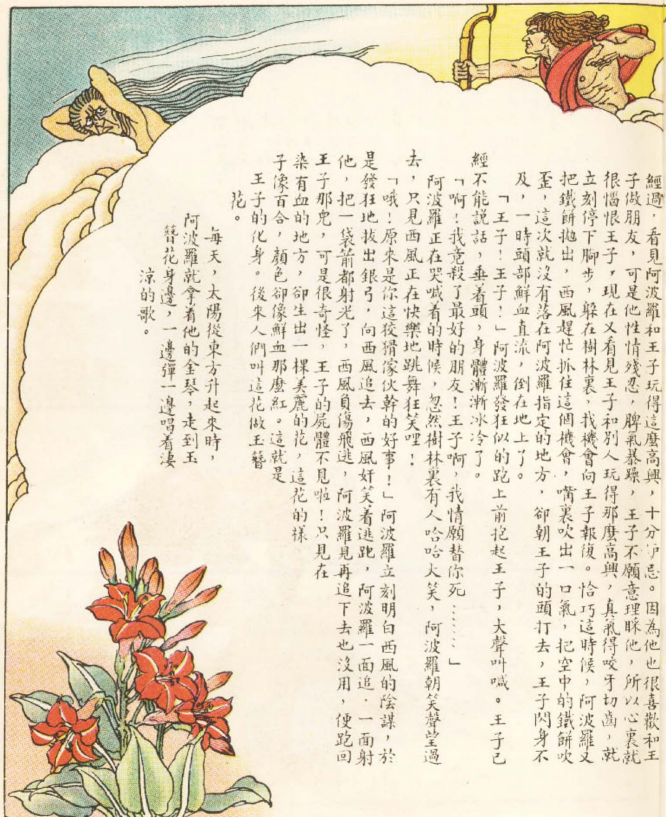 經過，看見阿波羅和王子玩得這麼高興，十分忌。因為他也很喜歡和王
子做朋友，可是他性情殘忍，脾氣暴躁，王子不願意理睬他，所以心裏就
很惱恨王子，現在又看見王子和別人玩得那麼高興，真氣得咬牙切齒，就
立刻停下腳步，躲在樹林裏，找機會向王子報復。恰巧這時候，阿波羅又
把鐵餅拋出，西風趕忙抓住這個機會，嘴裏吹出一口氣，把空中的鐵餅吹
歪，這次就沒有落在阿波羅指定的地方，卻朝王子的頭打去，王子閃身不
及，一時頭部鮮血直流，倒在地上了。
「王子！王子！」阿波羅發狂似的跑上前抱起王子，大聲叫喊。王子已
經不能說話，垂着頭，身體漸漸冰冷了。
「啊！我竟殺了最好的朋友！王子啊，我情願替你死……」
阿波羅正在哭喊着的時候，忽然樹林裏有人哈哈大笑，阿波羅朝笑聲望過
去，只見西風正在快樂地跳舞狂笑哩！
「哦！原來是你這狡猾傢伙幹的好事！」阿波羅立刻明白西風的陰謀，於
是發狂地拔出銀弓，向西風追去，西風奸笑着逃跑，阿波羅一面追，一面射
他，把一袋箭都射光了，西風負傷飛逃，阿波羅見再追下去也沒用，便跑回
王子那兒，可是很奇怪，王子的屍體不見啦！只見在
染有血的地方，卻生出一棵美麗的花，這花的樣
子像百合，顏色卻像鮮血那麼紅。這就是
王子的化身。後來人們叫這花做玉簪
花。
每天，太陽從東方升起來時，
阿波羅就拿着他的金琴，走到玉
簪花身邊，一邊彈一邊唱着淒
涼的歌。